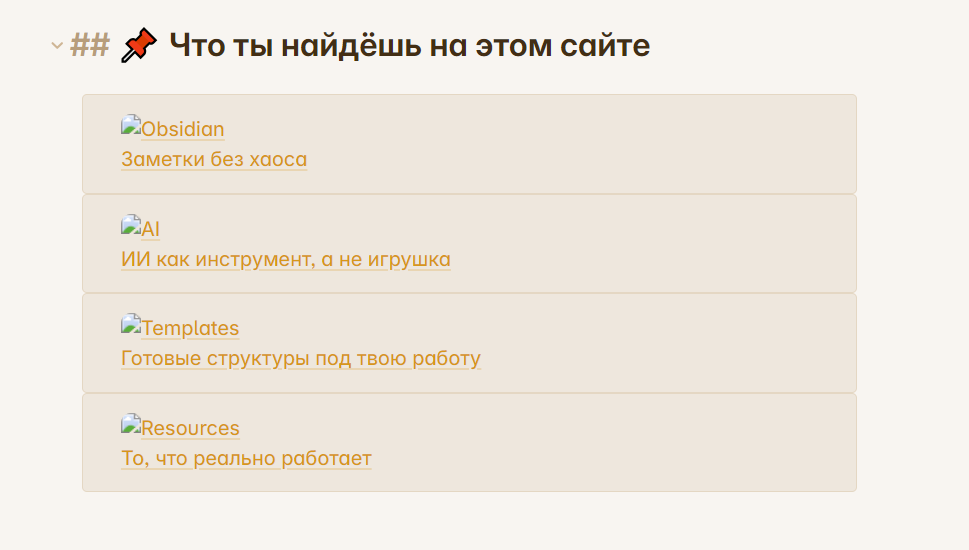 ## 📌 Что ты найдёшь на этом сайте
Obsidian
Заметки без хаоса
AI
ИИ как инструмент, а не игрушка
Templates
Готовые структуры под твою работу
Resources
То, что реально работает